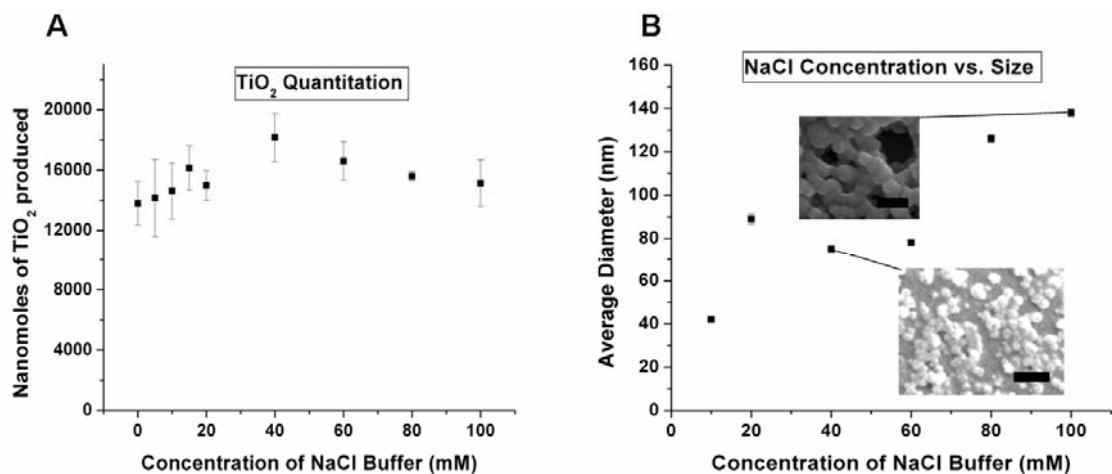 A
TiO2 Quantitation
Nanomoles of TiO2 produced
20000
16000
12000
8000
4000
0
0 20 40 60 80 100
Concentration of NaCl Buffer (mM)
B
NaCl Concentration vs. Size
Average Diameter (nm)
160
140
120
100
80
60
40
20
0
0 20 40 60 80 100
Concentration of NaCl Buffer (mM)